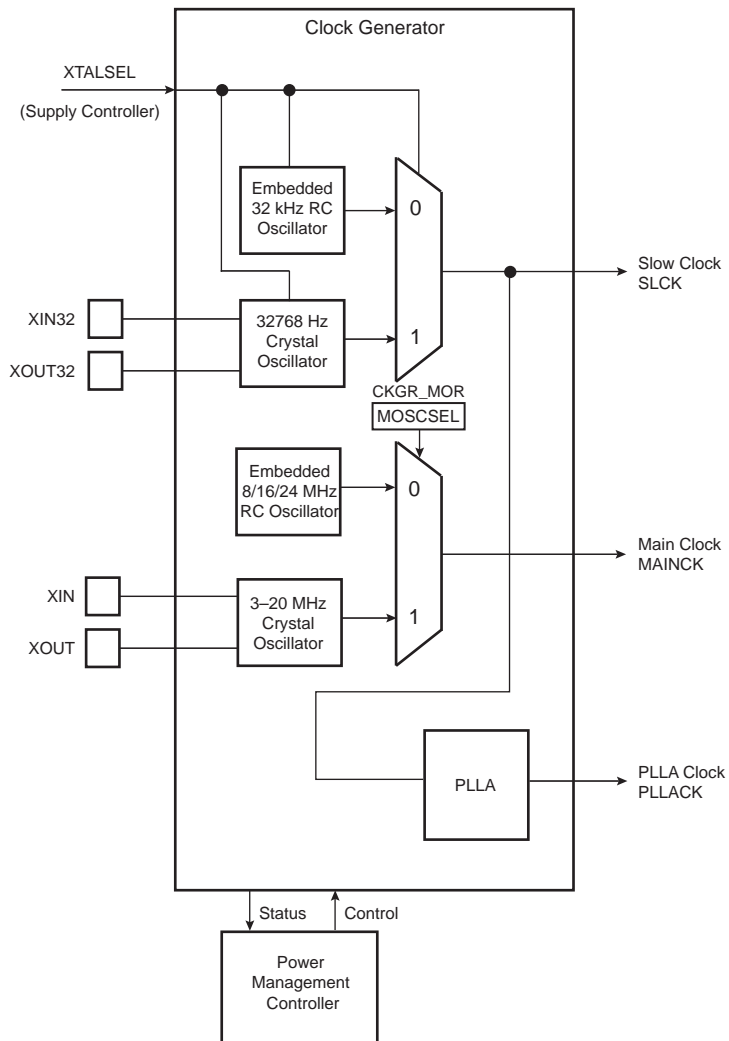 Clock Generator
XTALSEL
(Supply Controller)
Embedded
32 kHz RC
Oscillator
0
Slow Clock
SLCK
XIN32
32768 Hz
Crystal
Oscillator
1
XOUT32
CKGR_MOR
MOSCSEL
Embedded
8/16/24 MHz
RC Oscillator
0
Main Clock
MAINCK
XIN
3–20 MHz
Crystal
Oscillator
1
XOUT
PLLA
PLLA Clock
PLLACK
Status
Control
Power
Management
Controller